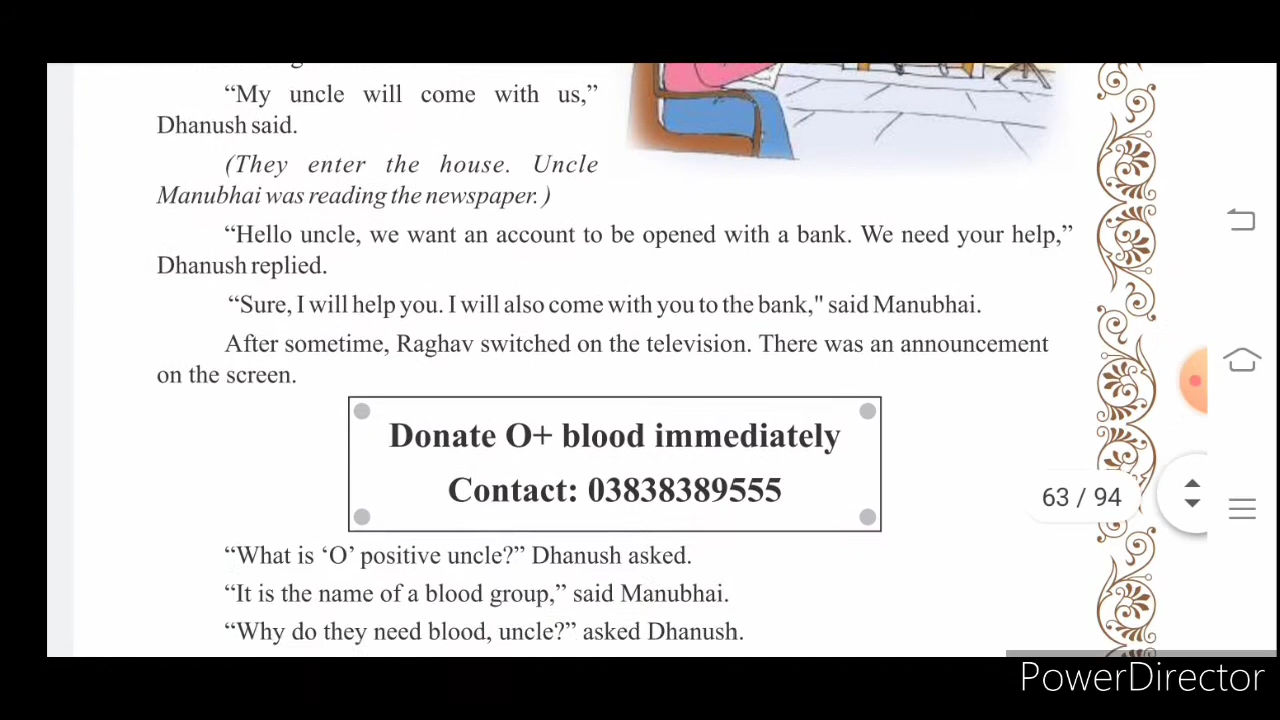 “My uncle will come with us,”
Dhanush said.
(They enter the house. Uncle
Manubhai was reading the newspaper. )
“Hello uncle, we want an account to be opened with a bank. We need your help,”
Dhanush replied.
“Sure, I will help you. I will also come with you to the bank," said Manubhai.
After sometime, Raghav switched on the television. There was an announcement
on the screen.
Donate O+ blood immediately
Contact: 03838389555
63 / 94
“What is ‘O’ positive uncle?” Dhanush asked.
“It is the name of a blood group,” said Manubhai.
“Why do they need blood, uncle?” asked Dhanush.
PowerDirector